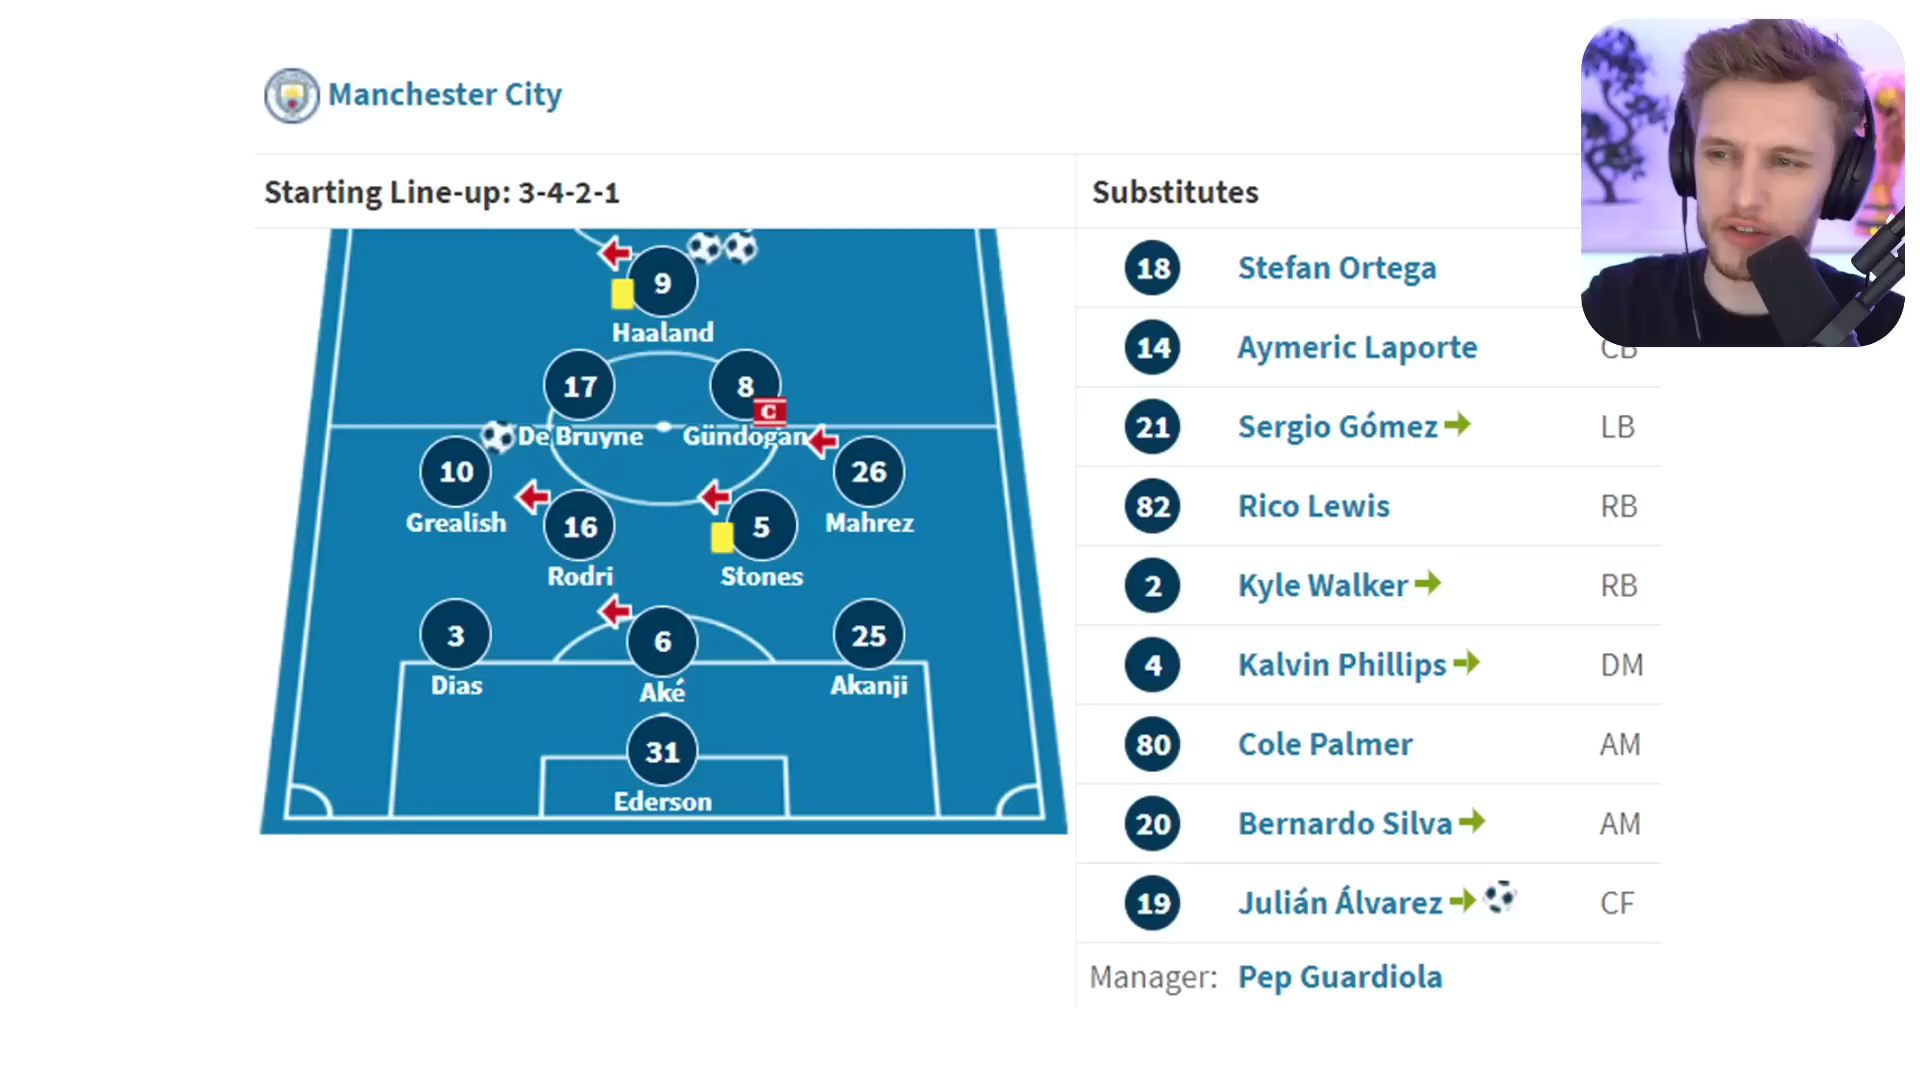 Manchester City
Starting Line-up: 3-4-2-1
9
Haaland
17
8
C
De Bruyne
Gündogan
10
26
Grealish
Mahrez
16
5
Rodri
Stones
3
6
25
Dias
Aké
Akanji
31
Ederson
Substitutes
18 Stefan Ortega
14 Aymeric Laporte CB
21 Sergio Gómez LB
82 Rico Lewis RB
2 Kyle Walker RB
4 Kalvin Phillips DM
80 Cole Palmer AM
20 Bernardo Silva AM
19 Julián Álvarez CF
Manager: Pep Guardiola